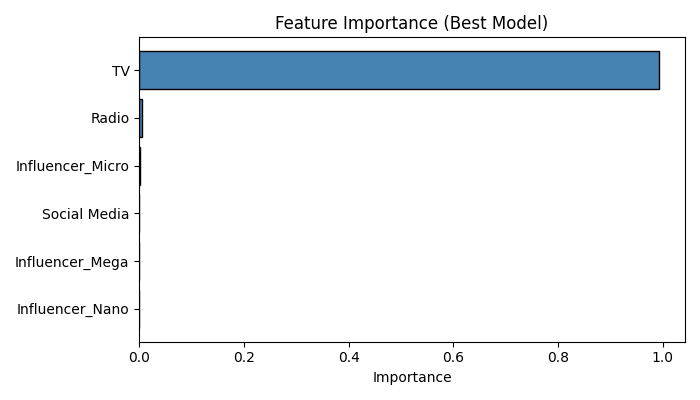 Feature Importance (Best Model)
TV
Radio
Influencer_Micro
Social Media
Influencer_Mega
Influencer_Nano
0.0 0.2 0.4 0.6 0.8 1.0
Importance